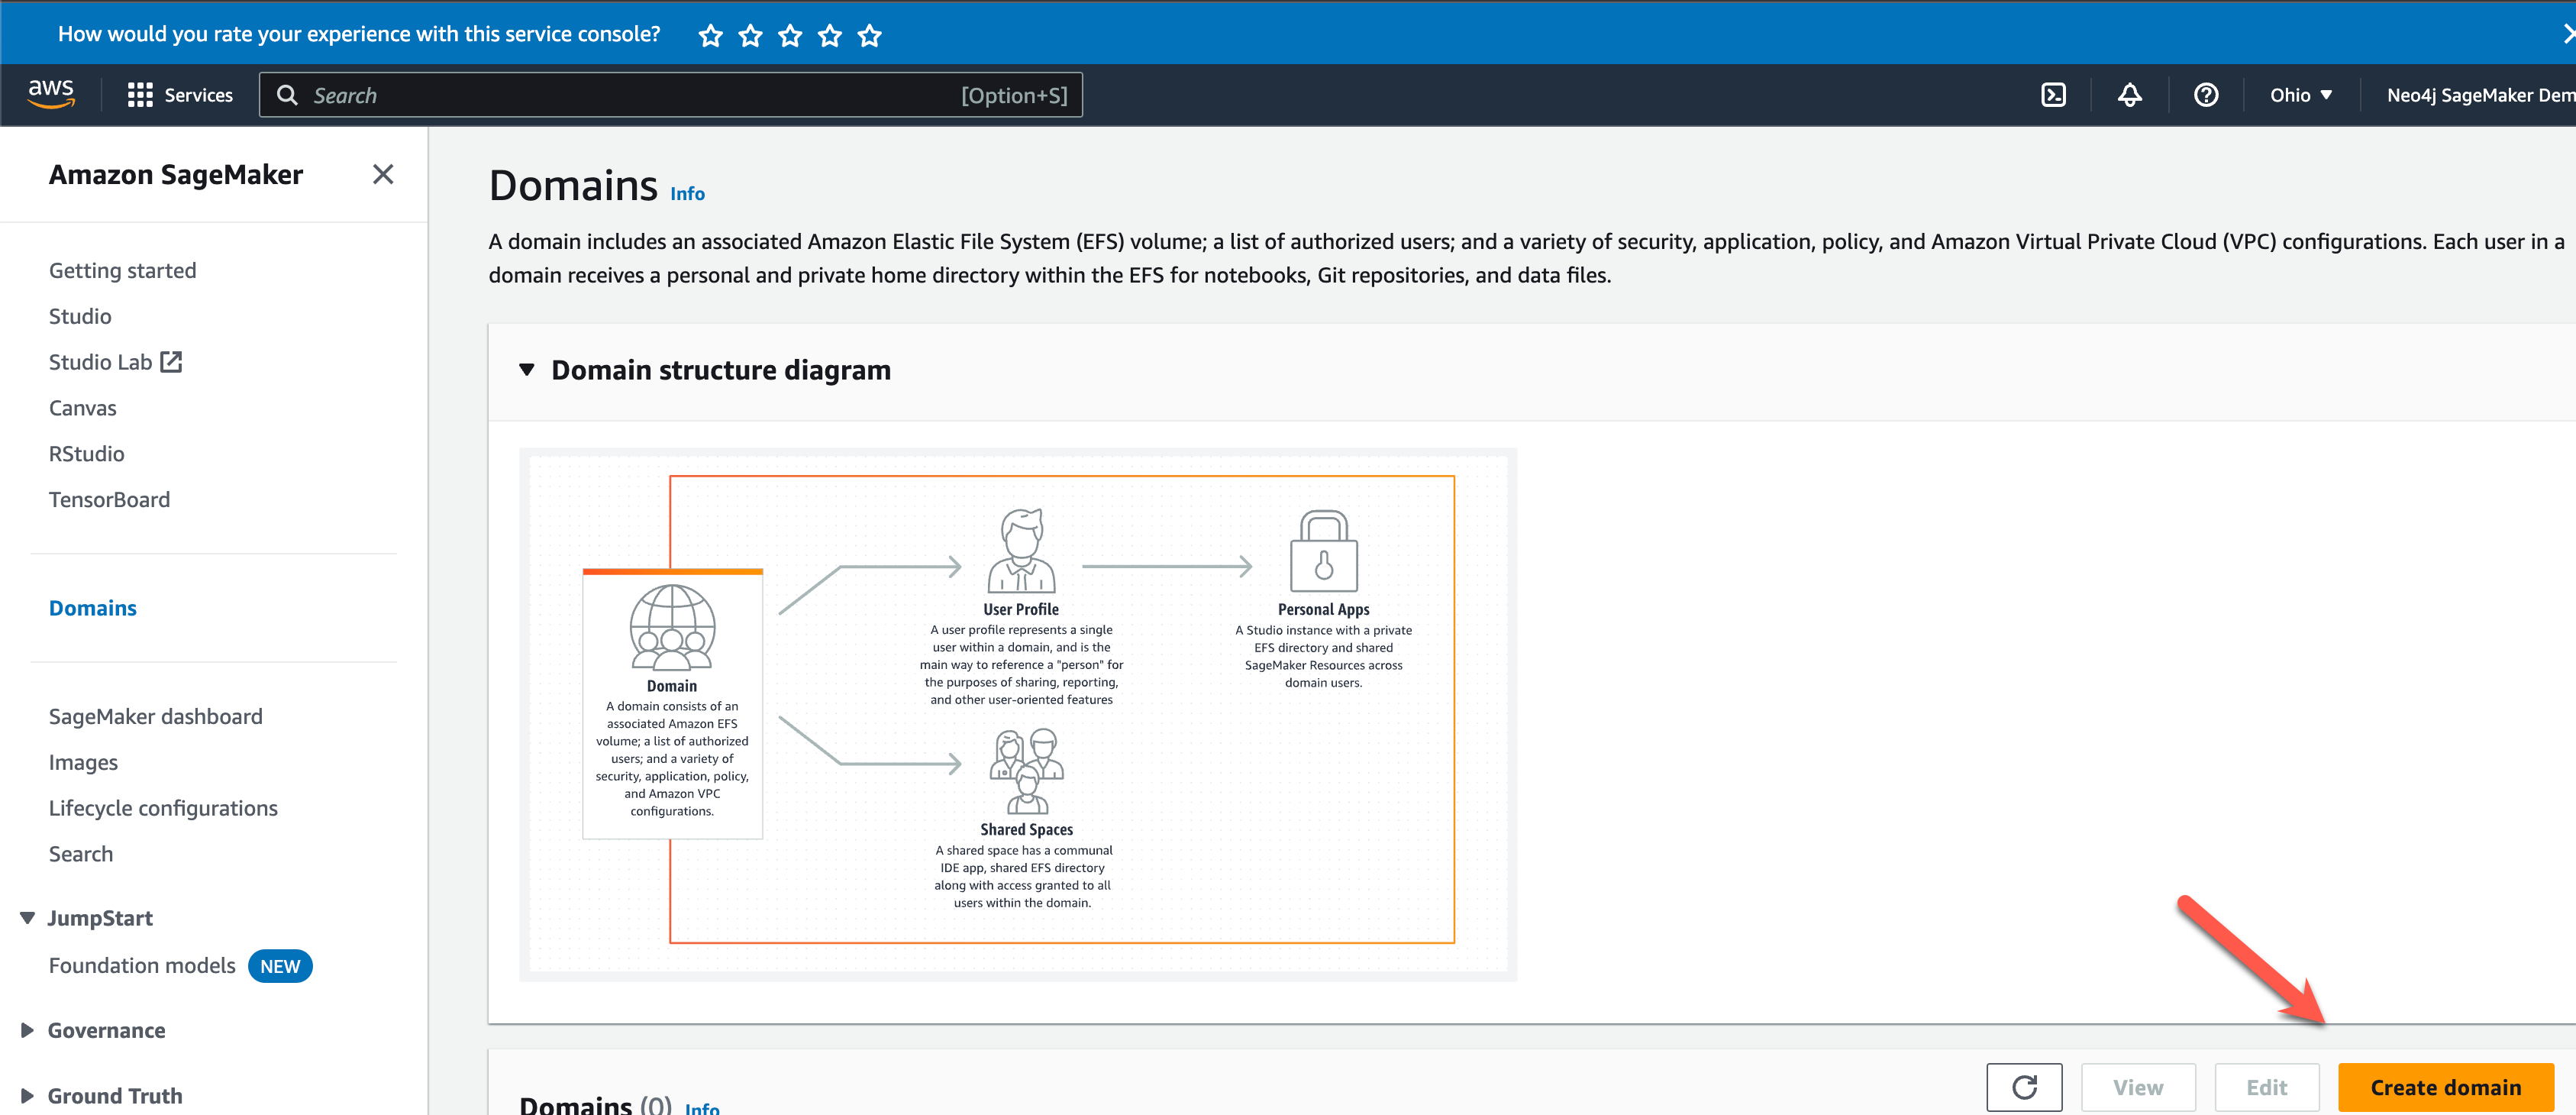 How would you rate your experience with this service console?
aws
Services
Search
[Option+S]
Ohio
Neo4j SageMaker Dem
Amazon SageMaker
Getting started
Studio
Studio Lab
Canvas
RStudio
TensorBoard
Domains
SageMaker dashboard
Images
Lifecycle configurations
Search
JumpStart
Foundation models NEW
Governance
Ground Truth
Domains Info
A domain includes an associated Amazon Elastic File System (EFS) volume; a list of authorized users; and a variety of security, application, policy, and Amazon Virtual Private Cloud (VPC) configurations. Each user in a
domain receives a personal and private home directory within the EFS for notebooks, Git repositories, and data files.
Domain structure diagram
Domain
A domain consists of an
associated Amazon EFS
volume; a list of authorized
users; and a variety of
security, application, policy,
and Amazon VPC
configurations.
User Profile
A user profile represents a single
user within a domain, and is the
main way to reference a "person" for
the purposes of sharing, reporting,
and other user-oriented features
Personal Apps
A Studio instance with a private
EFS directory and shared
SageMaker Resources across
domain users.
Shared Spaces
A shared space has a communal
IDE app, shared EFS directory
along with access granted to all
users within the domain.
Domains (0) Info
View
Edit
Create domain